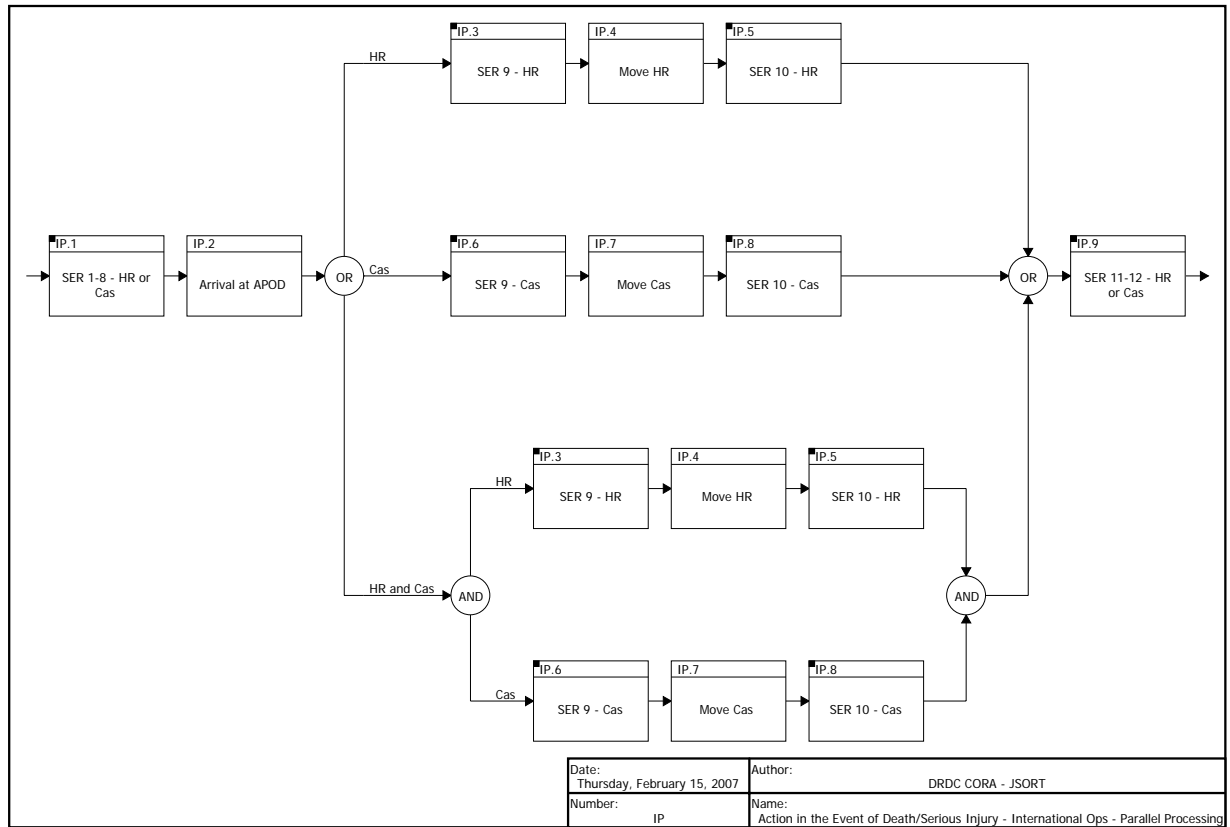 IP.3
SER 9 - HR
IP.4
Move HR
IP.5
SER 10 - HR
HR
IP.1
SER 1-8 - HR or
Cas
IP.2
Arrival at APOD
OR
Cas
IP.6
SER 9 - Cas
IP.7
Move Cas
IP.8
SER 10 - Cas
OR
IP.9
SER 11-12 - HR
or Cas
HR and Cas
AND
HR
IP.3
SER 9 - HR
IP.4
Move HR
IP.5
SER 10 - HR
AND
Cas
IP.6
SER 9 - Cas
IP.7
Move Cas
IP.8
SER 10 - Cas
Date:
Thursday, February 15, 2007
Author:
DRDC CORA - JSORT
Number:
IP
Name:
Action in the Event of Death/Serious Injury - International Ops - Parallel Processing